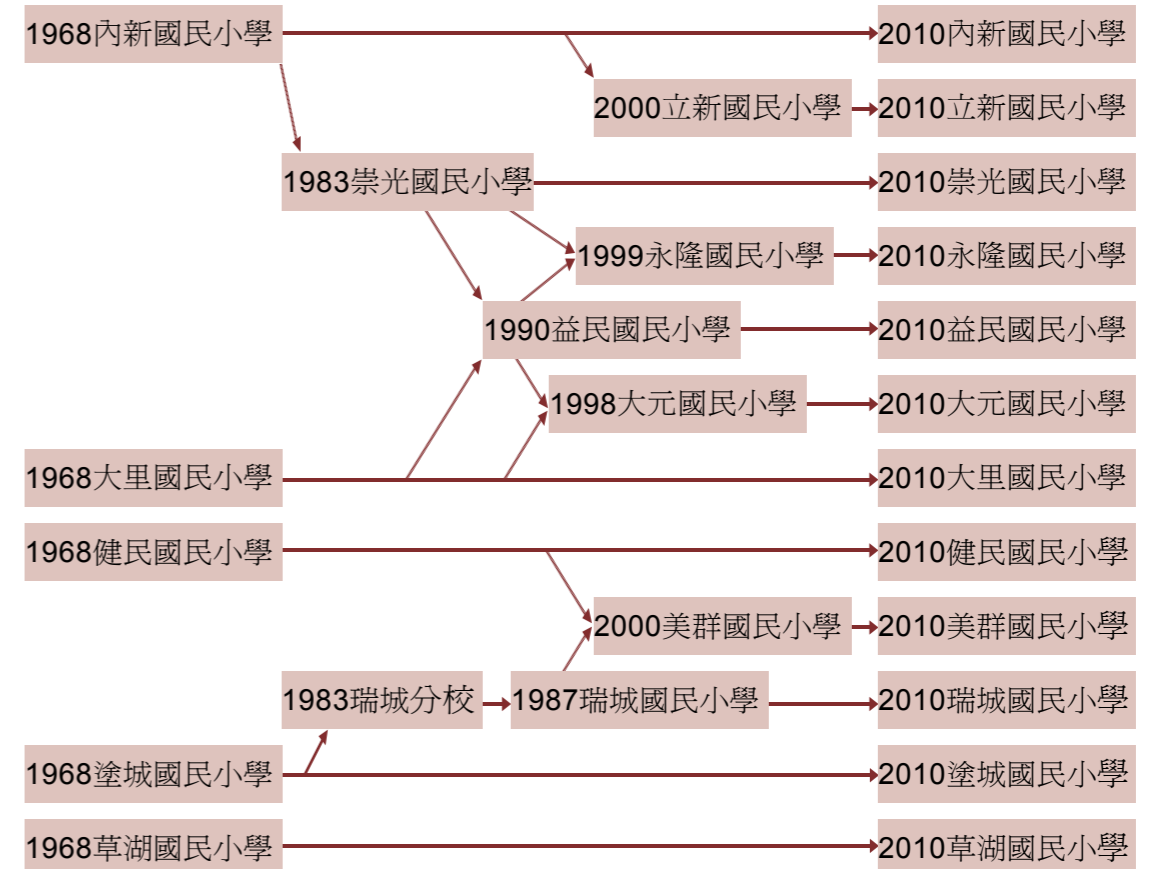 1968內新國民小學
2010內新國民小學
2000立新國民小學
2010立新國民小學
1983崇光國民小學
2010崇光國民小學
1999永隆國民小學
2010永隆國民小學
1990益民國民小學
2010益民國民小學
1998大元國民小學
2010大元國民小學
1968大里國民小學
2010大里國民小學
1968健民國民小學
2010健民國民小學
2000美群國民小學
2010美群國民小學
1983瑞城分校
1987瑞城國民小學
2010瑞城國民小學
1968塗城國民小學
2010塗城國民小學
1968草湖國民小學
2010草湖國民小學